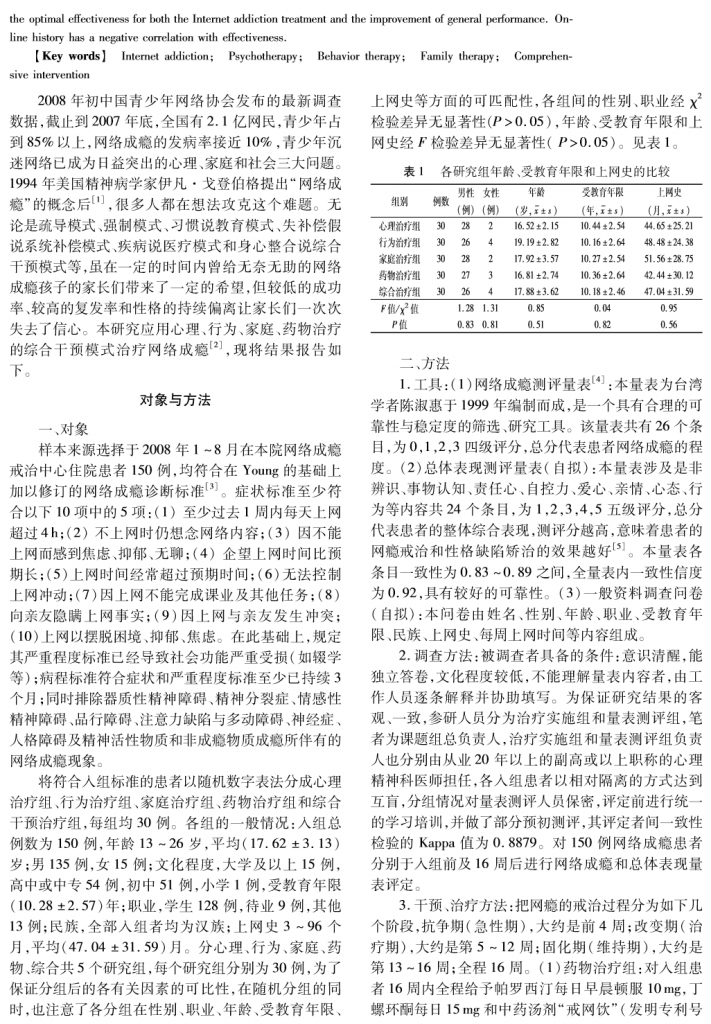 the optimal effectiveness for both the Internet addiction treatment and the improvement of general performance. On-
line history has a negative correlation with effectiveness.
【Key words】 Internet addiction; Psychotherapy; Behavior therapy; Family therapy; Comprehen-
sive intervention
2008 年初中国青少年网络协会发布的最新调查
数据,截止到 2007 年底,全国有 2.1 亿网民,青少年占
到 85% 以上,网络成瘾的发病率接近 10% ,青少年沉
迷网络已成为日益突出的心理、家庭和社会三大问题。
1994 年美国精神病学家伊凡·戈登伯格提出“网络成
瘾”的概念后[1],很多人都在想法攻克这个难题。无
论是疏导模式、强制模式、习惯说教育模式、失补偿假
说系统补偿模式、疾病说医疗模式和身心整合说综合
干预模式等,虽在一定的时间内曾给无奈无助的网络
成瘾孩子的家长们带来了一定的希望,但较低的成功
率、较高的复发率和性格的持续偏离让家长们一次次
失去了信心。本研究应用心理、行为、家庭、药物治疗
的综合干预模式治疗网络成瘾[2],现将结果报告如
下。
对象与方法
一、对象
样本来源选择于 2008 年 1 ~8 月在本院网络成瘾
戒治中心住院患者 150 例,均符合在 Young 的基础上
加以修订的网络成瘾诊断标准[3]。症状标准至少符
合以下 10 项中的 5 项:(1) 至少过去 1 周内每天上网
超过 4 h;(2) 不上网时仍想念网络内容;(3) 因不能
上网而感到焦虑、抑郁、无聊;(4) 企望上网时间比预
期长;(5)上网时间经常超过预期时间;(6)无法控制
上网冲动;(7)因上网不能完成课业及其他任务;(8)
向亲友隐瞒上网事实;(9)因上网与亲友发生冲突;
(10)上网以摆脱困境、抑郁、焦虑。在此基础上,规定
其严重程度标准已经导致社会功能严重受损(如辍学
等);病程标准符合症状和严重程度标准至少已持续 3
个月;同时排除器质性精神障碍、精神分裂症、情感性
精神障碍、品行障碍、注意力缺陷与多动障碍、神经症、
人格障碍及精神活性物质和非成瘾物质成瘾所伴有的
网络成瘾现象。
将符合入组标准的患者以随机数字表法分成心理
治疗组、行为治疗组、家庭治疗组、药物治疗组和综合
干预治疗组,每组均 30 例。各组的一般情况:入组总
例数为 150 例,年龄 13 ~26 岁,平均(17.62 ±3.13)
岁;男 135 例,女 15 例;文化程度,大学及以上 15 例,
高中或中专 54 例,初中 51 例,小学 1 例,受教育年限
(10.28 ±2.57)年;职业,学生 128 例,待业 9 例,其他
13 例;民族,全部入组者均为汉族;上网史 3 ~96 个
月,平均(47.04 ±31.59)月。分心理、行为、家庭、药
物、综合共 5 个研究组,每个研究组分别为 30 例,为了
保证分组后的各有关因素的可比性,在随机分组的同
时,也注意了各分组在性别、职业、年龄、受教育年限、
上网史等方面的可匹配性,各组间的性别、职业经 χ²
检验差异无显著性(P > 0.05),年龄、受教育年限和上
网史经 F 检验差异无显著性( P > 0.05)。见表 1。
表 1 各研究组年龄、受教育年限和上网史的比较
组别 例数 男性(例) 女性(例) 年龄(岁,x̄±s) 受教育年限(年,x̄±s) 上网史(月,x̄±s)
心理治疗组 30 28 2 16.52±2.15 10.44±2.54 44.65±25.21
行为治疗组 30 26 4 19.19±2.82 10.16±2.64 48.48±24.38
家庭治疗组 30 28 2 17.92±3.57 10.27±2.54 51.56±28.75
药物治疗组 30 27 3 16.81±2.74 10.36±2.64 42.44±30.12
综合治疗组 30 26 4 17.88±3.62 10.18±2.46 47.04±31.59
F 值/χ² 值 1.28 1.31 0.85 0.04 0.95
P 值 0.83 0.81 0.51 0.82 0.56
二、方法
1. 工具:(1)网络成瘾测评量表[4]:本量表为台湾
学者陈淑惠于 1999 年编制而成,是一个具有合理的可
靠性与稳定度的筛选、研究工具。该量表共有 26 个条
目,为 0,1,2,3 四级评分,总分代表患者网络成瘾的程
度。(2)总体表现测评量表(自拟):本量表涉及是非
辨识、事物认知、责任心、自控力、爱心、亲情、心态、行
为等内容共 24 个条目,为 1,2,3,4,5 五级评分,总分
代表患者的整体综合表现,测评分越高,意味着患者的
网瘾戒治和性格缺陷矫治的效果越好[5]。本量表各
条目一致性为 0.83 ~0.89 之间,全量表内一致性信度
为 0.92,具有较好的可靠性。(3)一般资料调查问卷
(自拟):本问卷由姓名、性别、年龄、职业、受教育年
限、民族、上网史、每周上网时间等内容组成。
2. 调查方法:被调查者具备的条件:意识清醒,能
独立答卷,文化程度较低,不能理解量表内容者,由工
作人员逐条解释并协助填写。为保证研究结果的客
观、一致,参研人员分为治疗实施组和量表测评组,笔
者为课题组总负责人,治疗实施组和量表测评组负责
人也分别由从业 20 年以上的副高或以上职称的心理
精神科医师担任,各入组患者以相对隔离的方式达到
互盲,分组情况对量表测评人员保密,评定前进行统一
的学习培训,并做了部分预初测评,其评定者间一致性
检验的 Kappa 值为 0.8879。对 150 例网络成瘾患者
分别于入组前及 16 周后进行网络成瘾和总体表现量
表评定。
3. 干预、治疗方法:把网瘾的戒治过程分为如下几
个阶段,抗争期(急性期),大约是前 4 周;改变期(治
疗期),大约是第 5 ~12 周;固化期(维持期),大约是
第 13 ~16 周;全程 16 周。(1)药物治疗组:对入组患
者 16 周内全程给予帕罗西汀每日早晨顿服 10 mg,丁
螺环酮每日 15 mg 和中药汤剂“戒网饮”(发明专利号